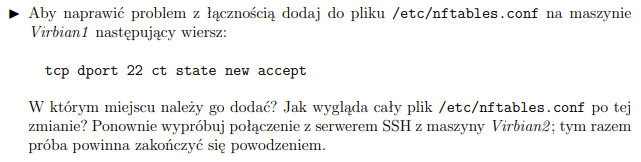 ▶ Aby naprawić problem z łącznością dodaj do pliku /etc/nftables.conf na maszynie
Virbian1 następujący wiersz:
tcp dport 22 ct state new accept
W którym miejscu należy go dodać? Jak wygląda cały plik /etc/nftables.conf po tej
zmianie? Ponownie wypróbuj połączenie z serwerem SSH z maszyny Virbian2; tym razem
próba powinna zakończyć się powodzeniem.